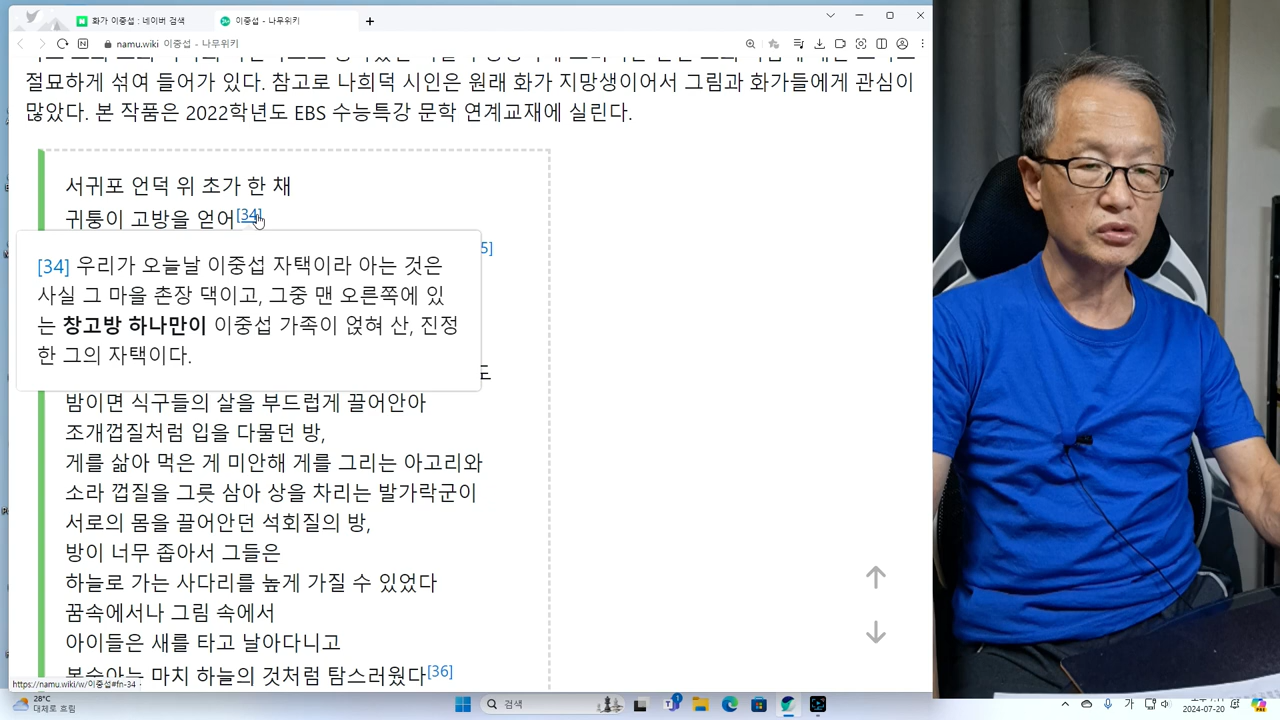 화가 이중섭 : 네이버 검색
이중섭 - 나무위키
namu.wiki 이중섭 - 나무위키
절묘하게 섞여 들어가 있다. 참고로 나희덕 시인은 원래 화가 지망생이어서 그림과 화가들에게 관심이
많았다. 본 작품은 2022학년도 EBS 수능특강 문학 연계교재에 실린다.
서귀포 언덕 위 초가 한 채
귀퉁이 고방을 얻어[34]
5]
[34] 우리가 오늘날 이중섭 자택이라 아는 것은
사실 그 마을 촌장 댁이고, 그중 맨 오른쪽에 있
는 창고방 하나만이 이중섭 가족이 얹혀 산, 진정
한 그의 자택이다.
도
밤이면 식구들의 살을 부드럽게 끌어안아
조개껍질처럼 입을 다물던 방,
게를 삶아 먹은 게 미안해 게를 그리는 아고리와
소라 껍질을 그릇 삼아 상을 차리는 발가락군이
서로의 몸을 끌어안던 석회질의 방,
방이 너무 좁아서 그들은
하늘로 가는 사다리를 높게 가질 수 있었다
꿈속에서나 그림 속에서
아이들은 새를 타고 날아다니고
복숭아는 마치 하늘의 것처럼 탐스러웠다[36]
https://namu.wiki/w/이중섭#fn-34
28°C
대체로 흐림
검색
가
2024-07-20